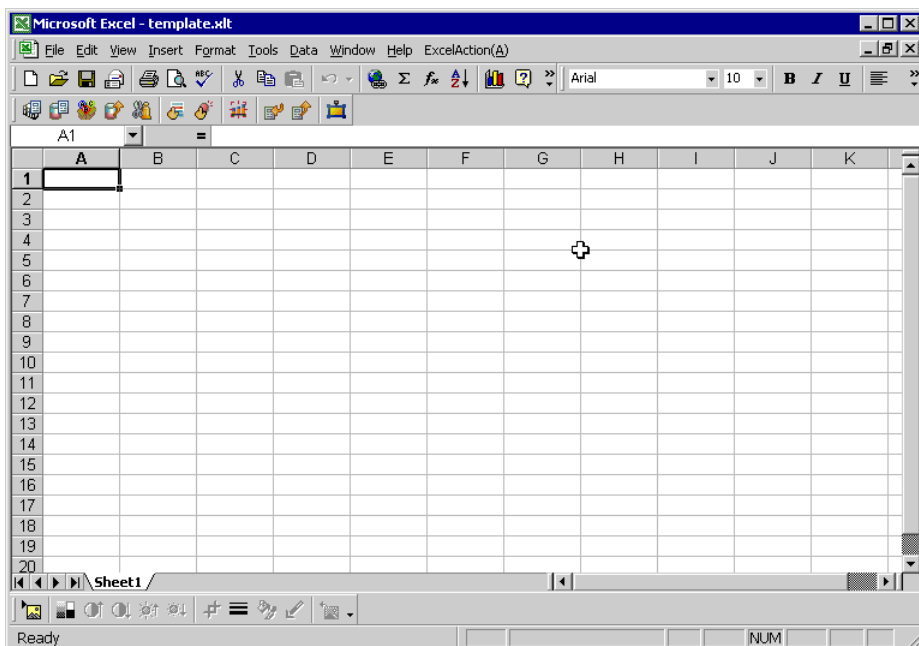 Microsoft Excel - template.xlt
File Edit View Insert Format Tools Data Window Help ExcelAction(A)
ABC Σ fx A Z ? » Arial 10 B I U »
A1 =
A B C D E F G H I J K
1
2
3
4
5
6
7
8
9
10
11
12
13
14
15
16
17
18
19
20
Sheet1
Ready NUM